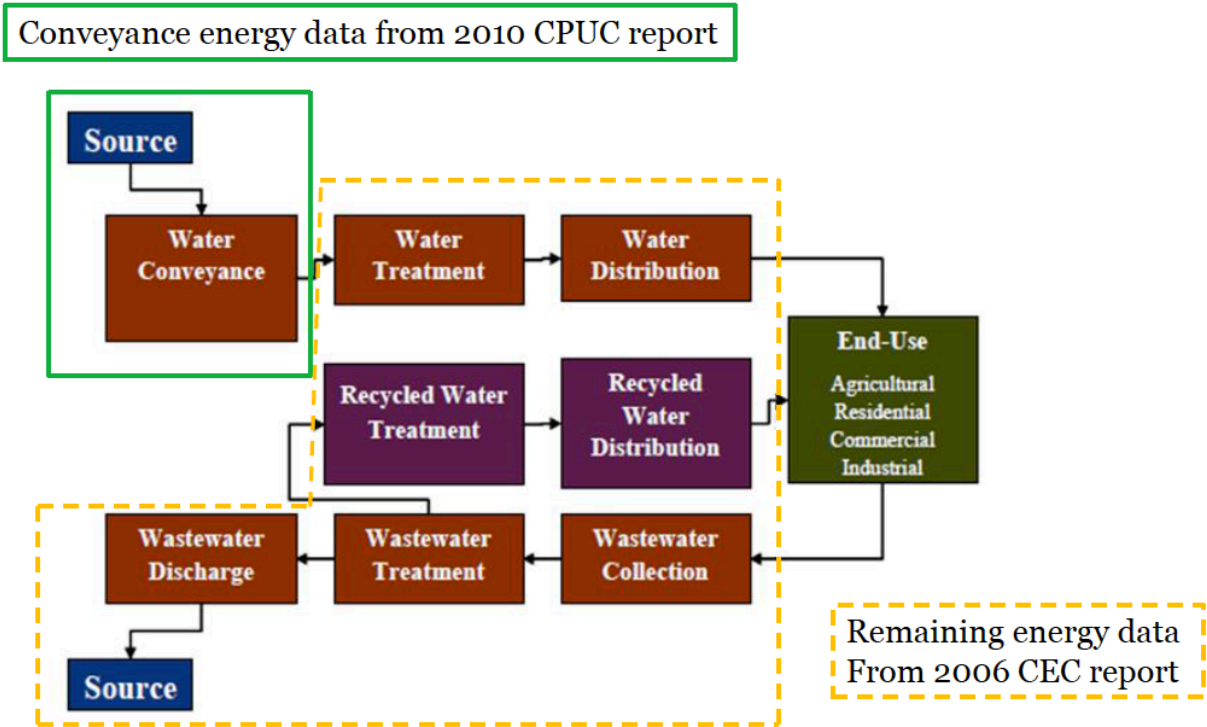 Conveyance energy data from 2010 CPUC report
Source
Water
Conveyance
Water
Treatment
Water
Distribution
End-Use
Agricultural
Residential
Commercial
Industrial
Recycled Water
Treatment
Recycled
Water
Distribution
Wastewater
Discharge
Wastewater
Treatment
Wastewater
Collection
Source
Remaining energy data
From 2006 CEC report